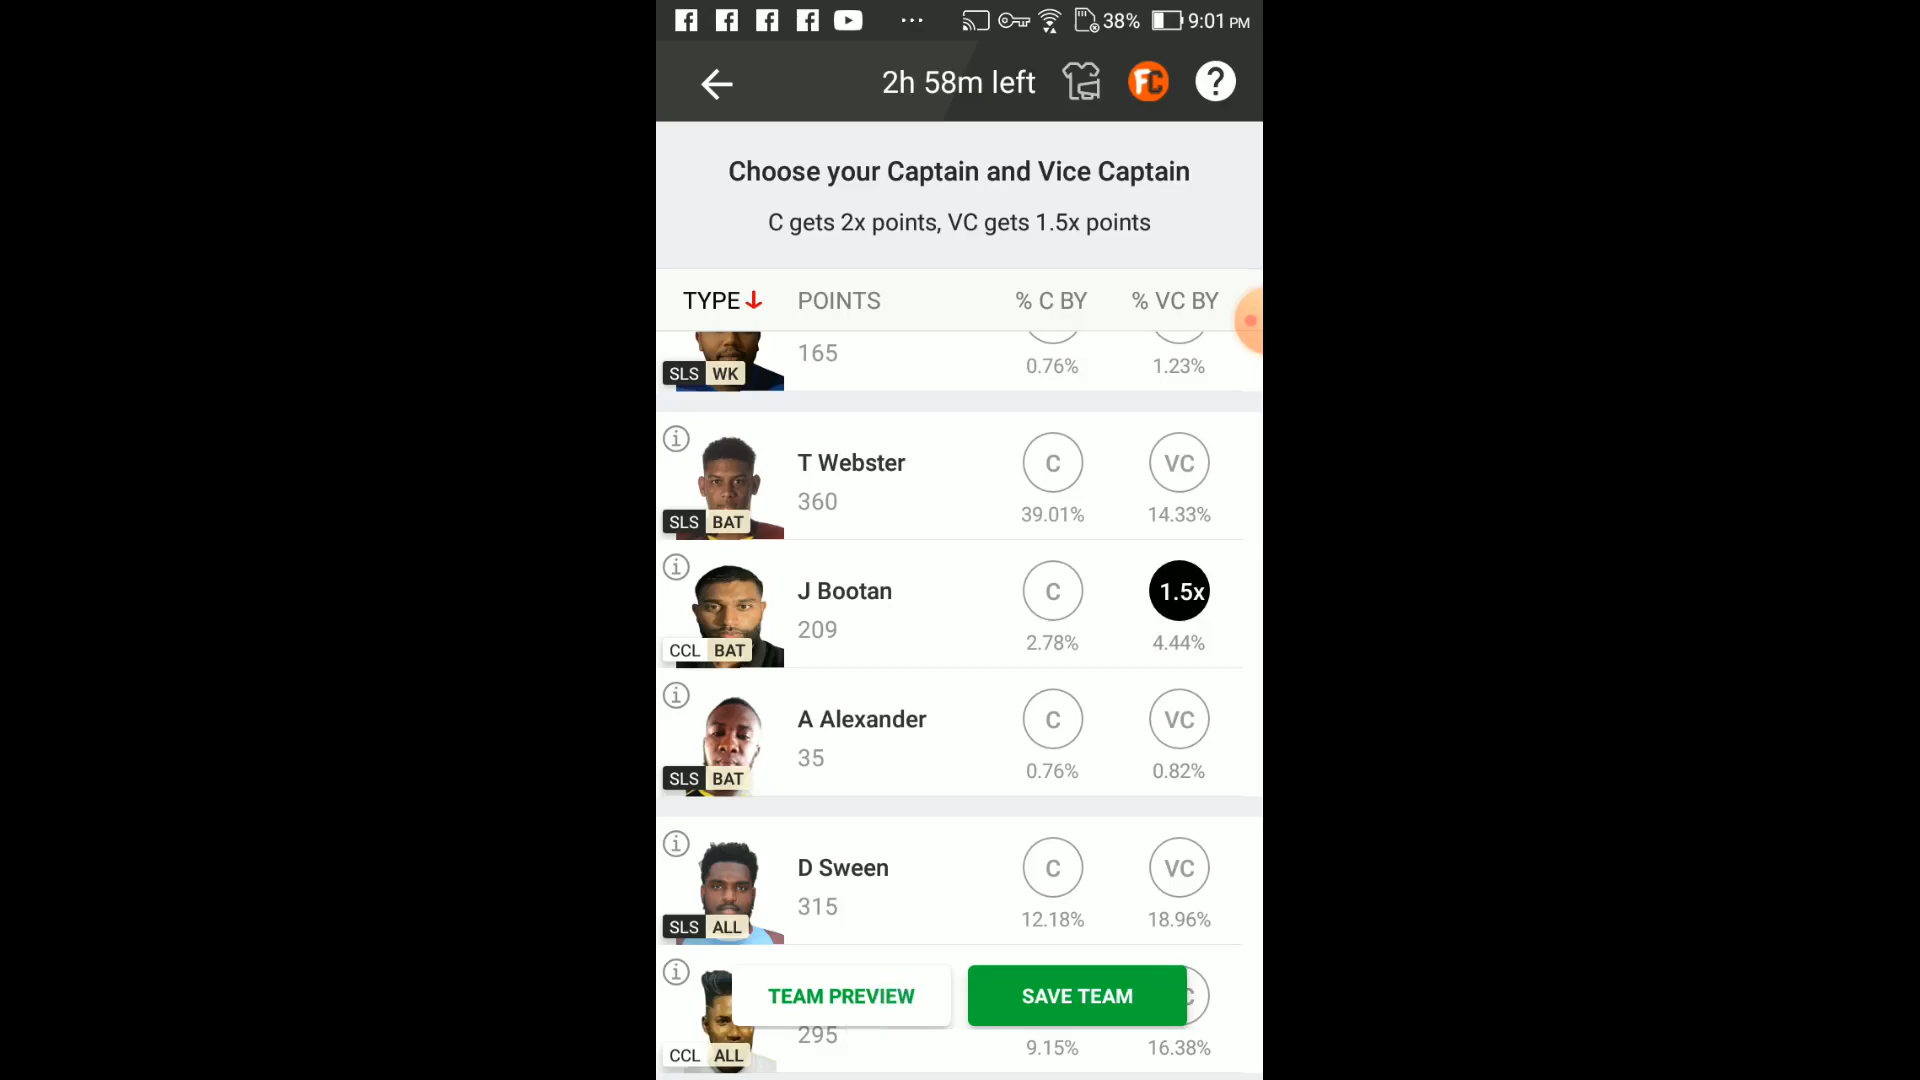 38% 9:01 PM
2h 58m left FC ?
Choose your Captain and Vice Captain
C gets 2x points, VC gets 1.5x points
TYPE POINTS % C BY % VC BY
165
SLS WK 0.76% 1.23%
T Webster C VC
360 39.01% 14.33%
SLS BAT
J Bootan C 1.5x
209 2.78% 4.44%
CCL BAT
A Alexander C VC
35 0.76% 0.82%
SLS BAT
D Sween C VC
315 12.18% 18.96%
SLS ALL
TEAM PREVIEW SAVE TEAM C
295 9.15% 16.38%
CCL ALL